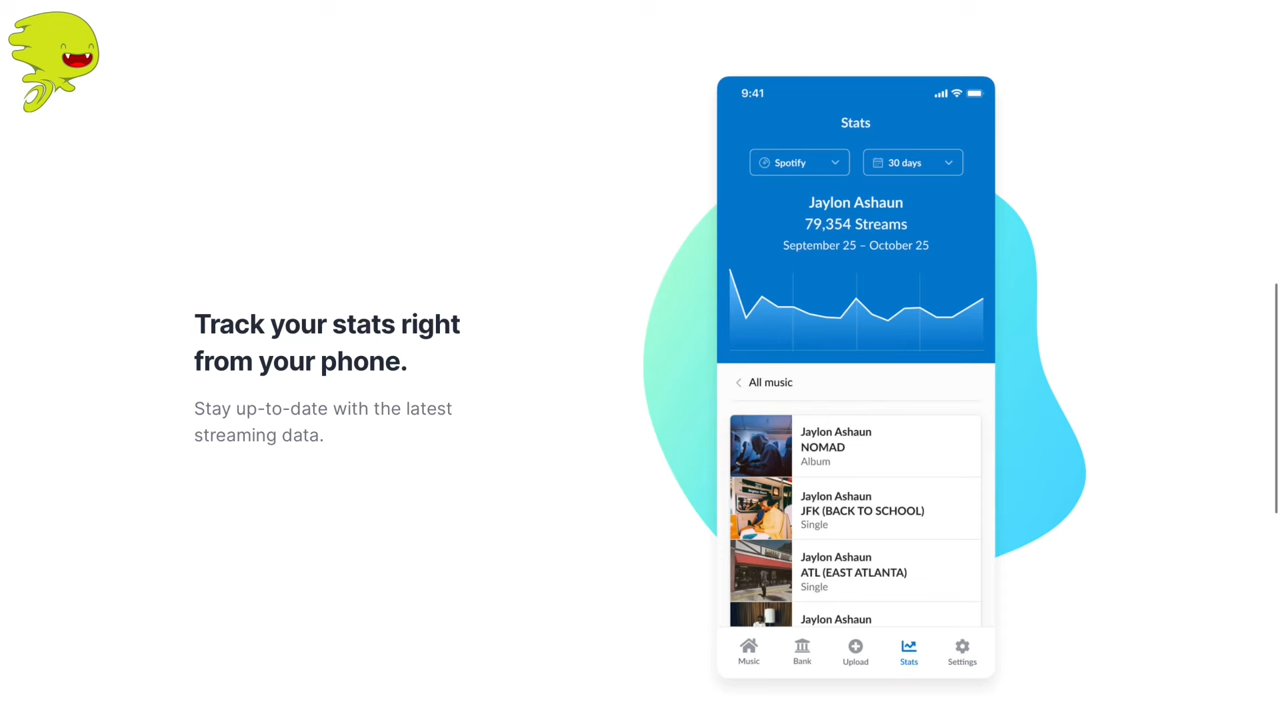 9:41
Stats
Spotify
30 days
Jaylon Ashaun
79,354 Streams
September 25 – October 25
Track your stats right
from your phone.
Stay up-to-date with the latest
streaming data.
All music
Jaylon Ashaun
NOMAD
Album
Jaylon Ashaun
JFK (BACK TO SCHOOL)
Single
Jaylon Ashaun
ATL (EAST ATLANTA)
Single
Jaylon Ashaun
Music
Bank
Upload
Stats
Settings